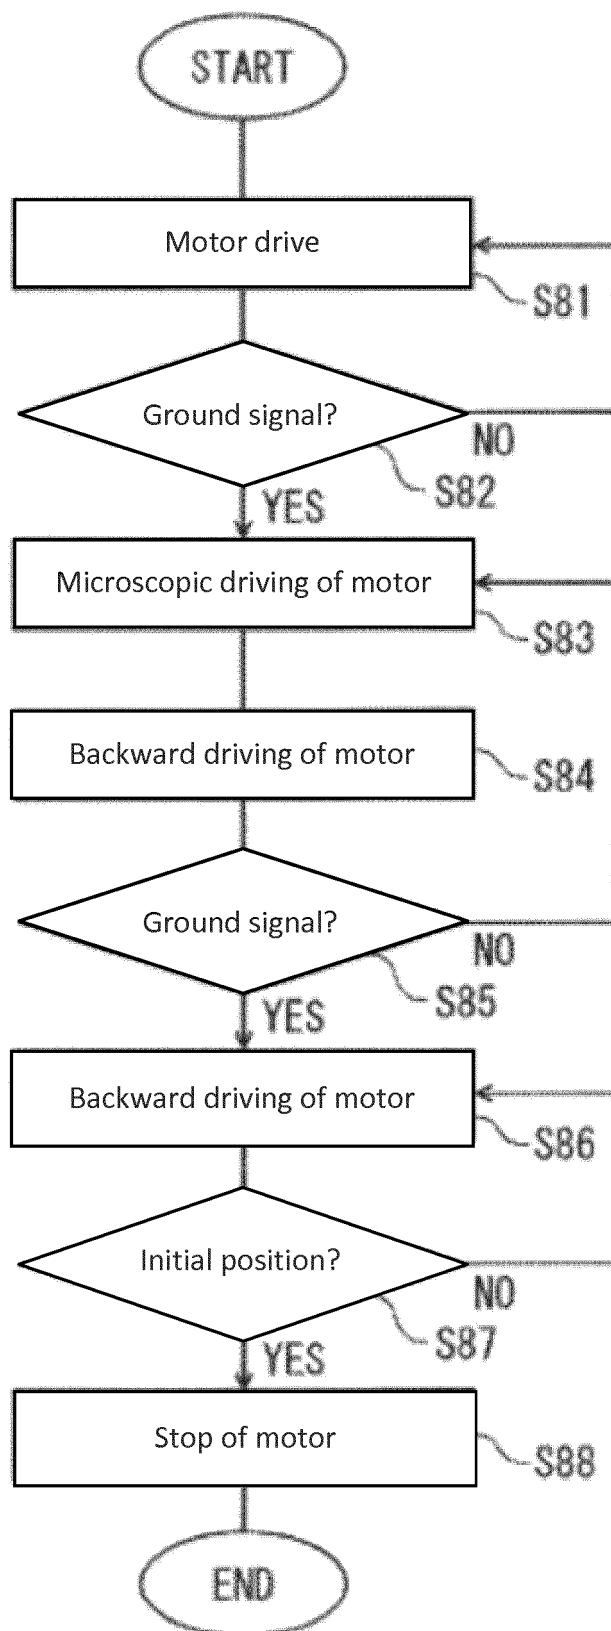 START
Motor drive
S81
Ground signal?
NO
S82
YES
Microscopic driving of motor
S83
Backward driving of motor
S84
Ground signal?
NO
S85
YES
Backward driving of motor
S86
Initial position?
NO
S87
YES
Stop of motor
S88
END